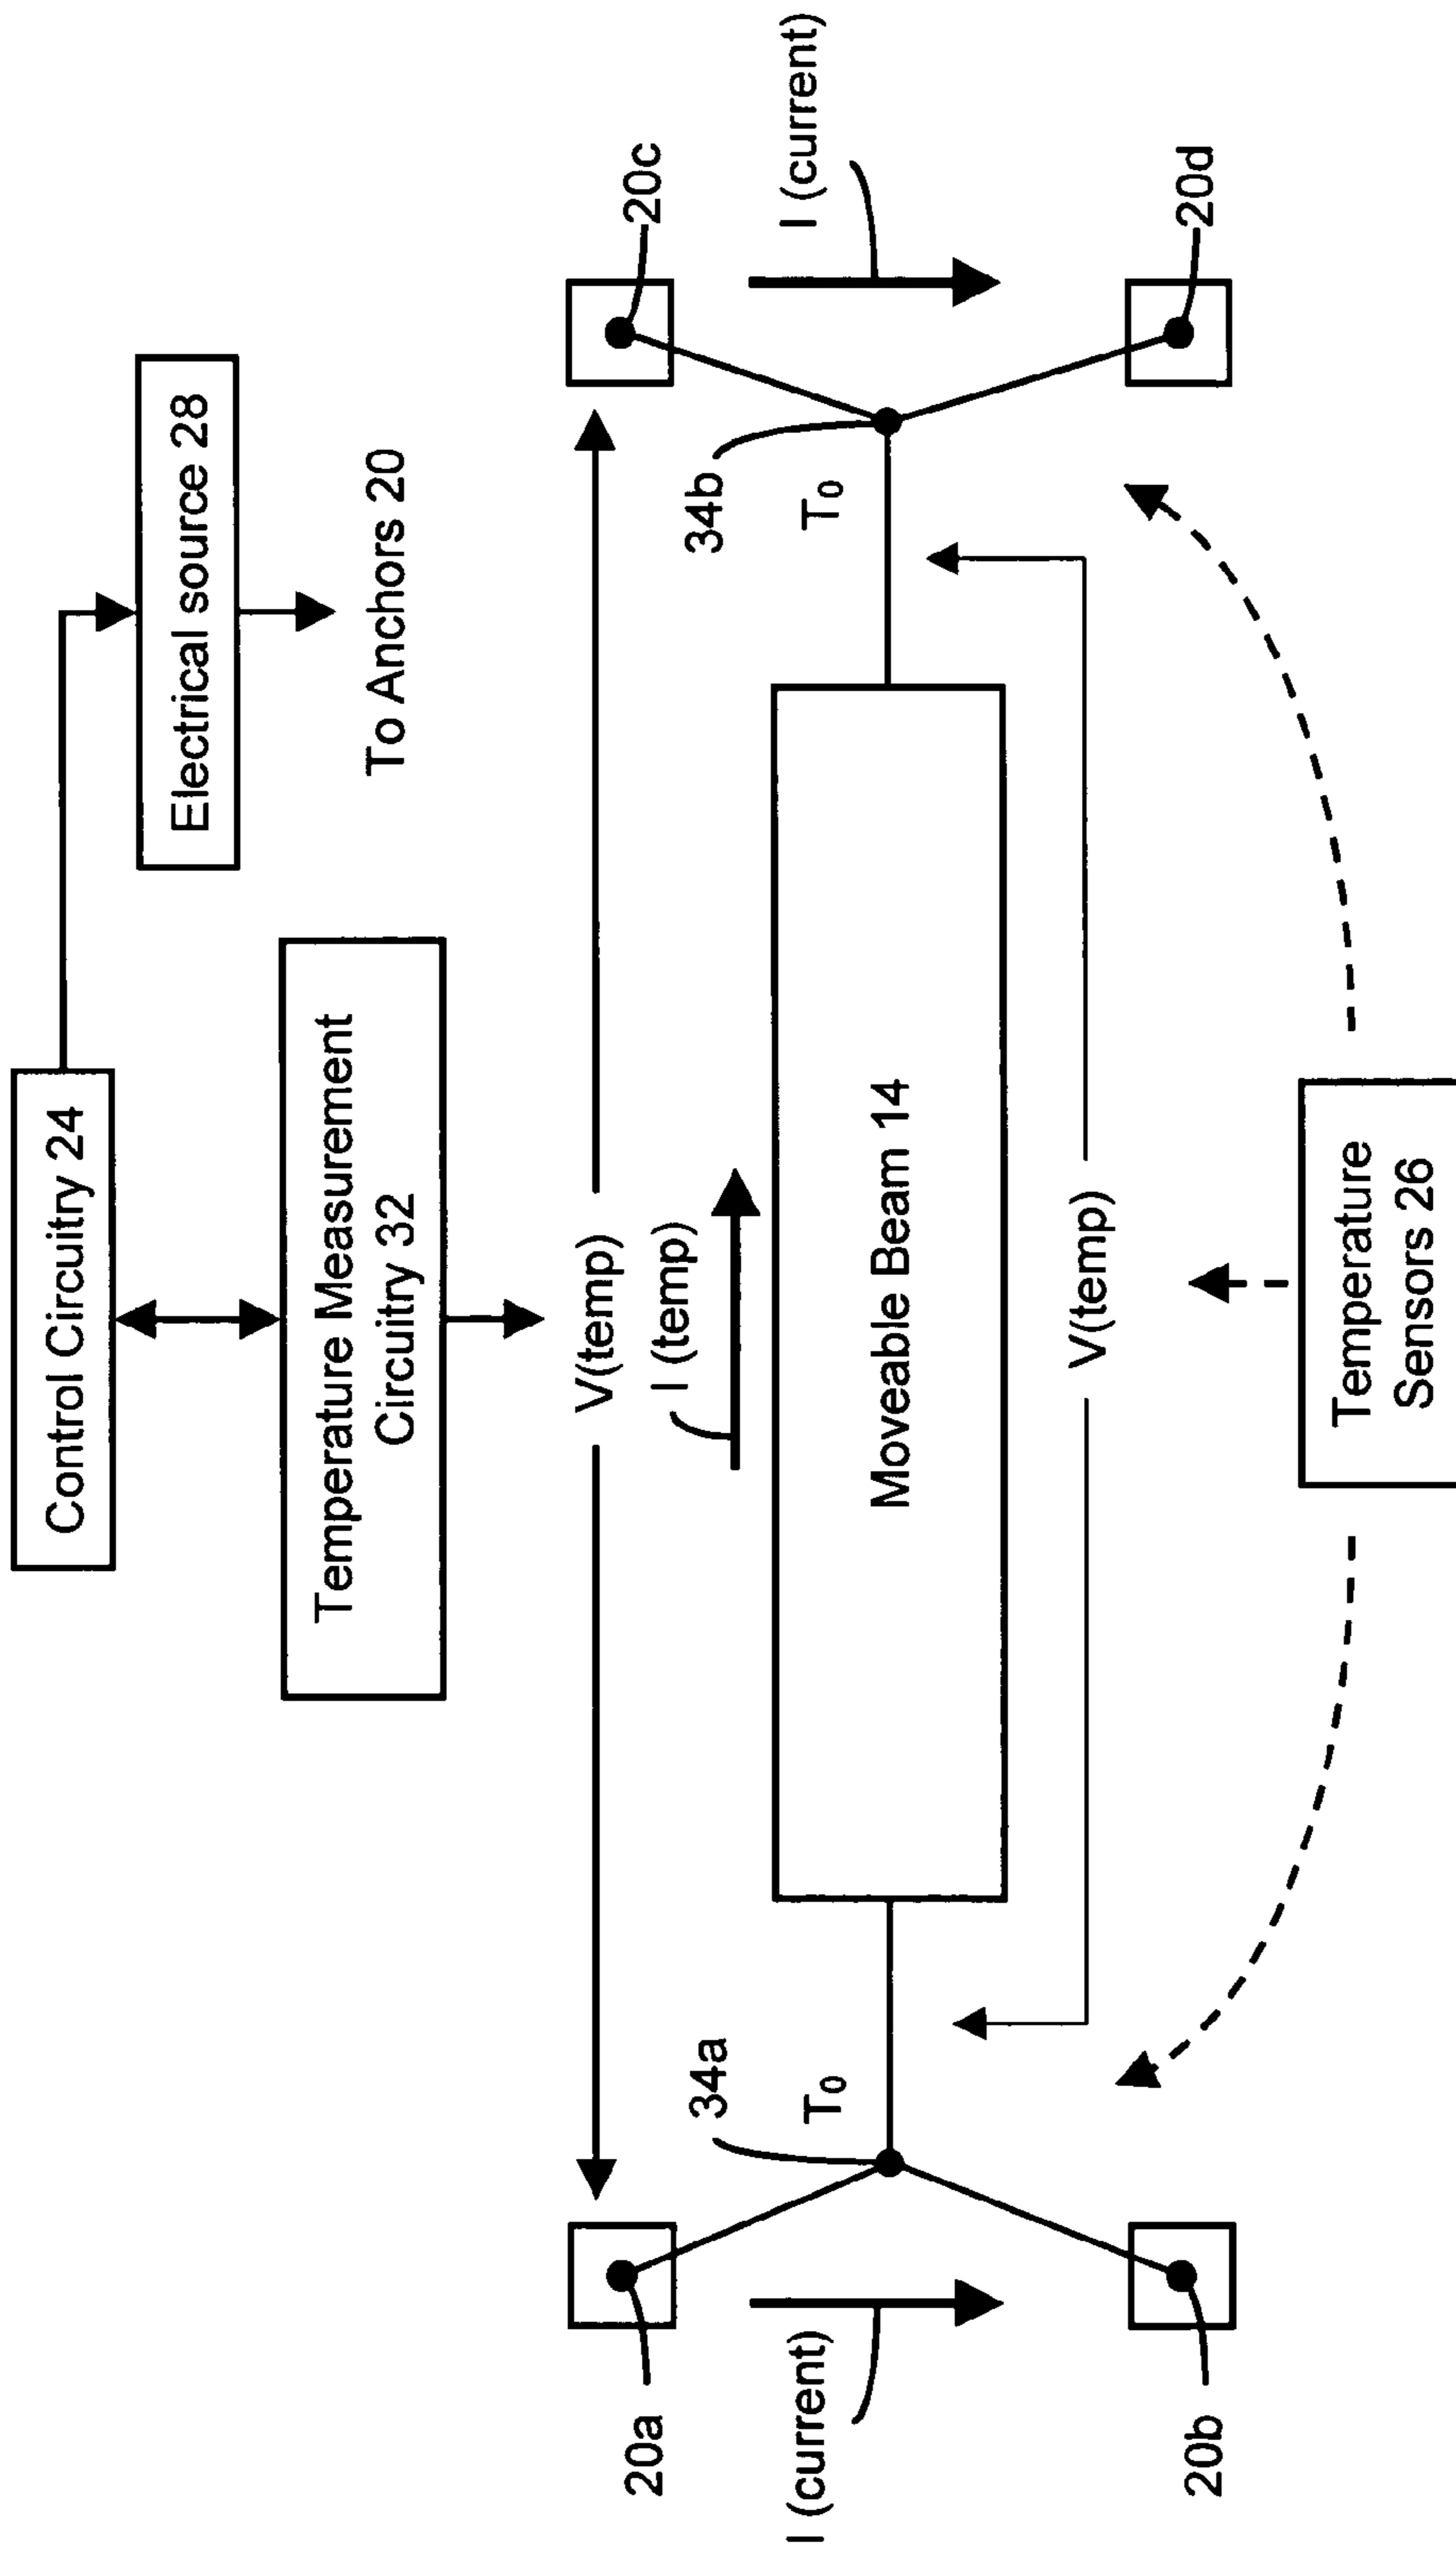 Control Circuitry 24
Electrical source 28
Temperature Measurement
Circuitry 32
To Anchors 20
V(temp)
I (temp)
20a
34a
34b
20c
I (current)
T₀
T₀
I (current)
Moveable Beam 14
V(temp)
20b
20d
Temperature
Sensors 26